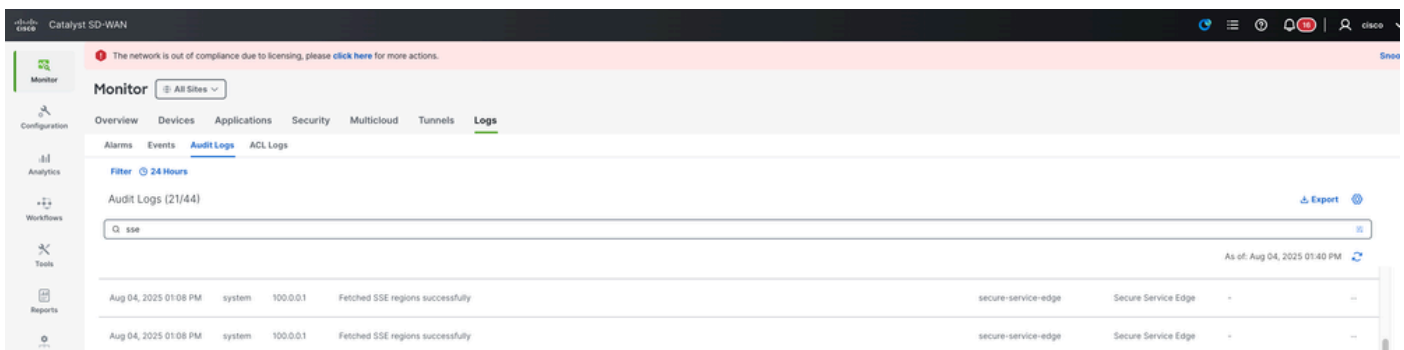 cisco Catalyst SD-WAN 16 cisco
The network is out of compliance due to licensing, please click here for more actions. Snoo
Monitor
Monitor All Sites
Configuration
Overview Devices Applications Security Multicloud Tunnels Logs
Alarms Events Audit Logs ACL Logs
Analytics
Filter 24 Hours
Audit Logs (21/44) Export
Workflows
sse
Tools
As of: Aug 04, 2025 01:40 PM
Reports
Aug 04, 2025 01:08 PM system 100.0.0.1 Fetched SSE regions successfully secure-service-edge Secure Service Edge - ...
Aug 04, 2025 01:08 PM system 100.0.0.1 Fetched SSE regions successfully secure-service-edge Secure Service Edge - ...